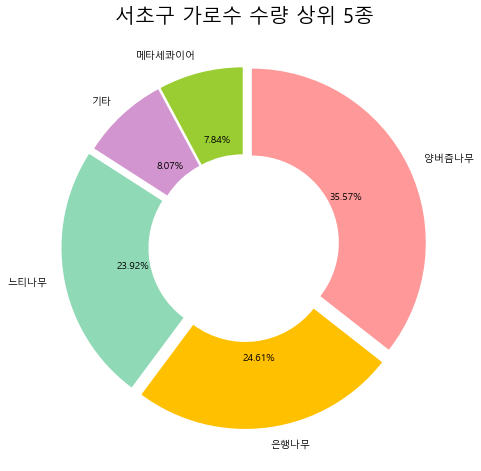 서초구 가로수 수량 상위 5종
메타세콰이어
기타
7.84%
8.07%
양버즘나무
35.57%
23.92%
느티나무
24.61%
은행나무